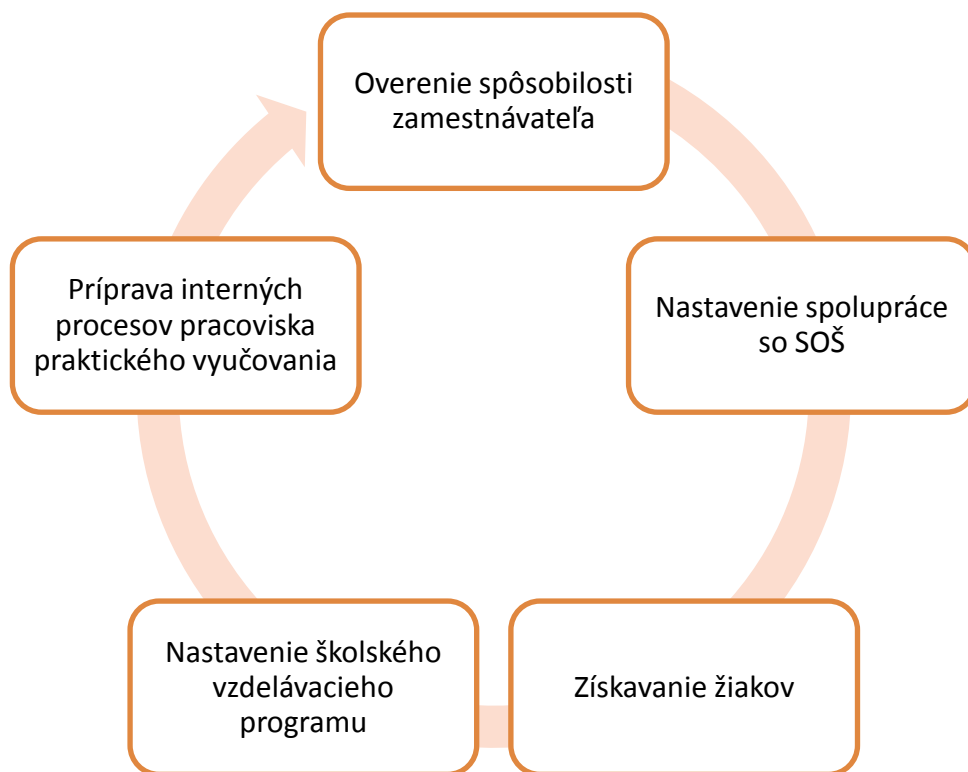 Overenie spôsobilosti
zamestnávateľa
Nastavenie spolupráce
so SOŠ
Získavanie žiakov
Nastavenie školského
vzdelávacieho
programu
Príprava interných
procesov pracoviska
praktického vyučovania